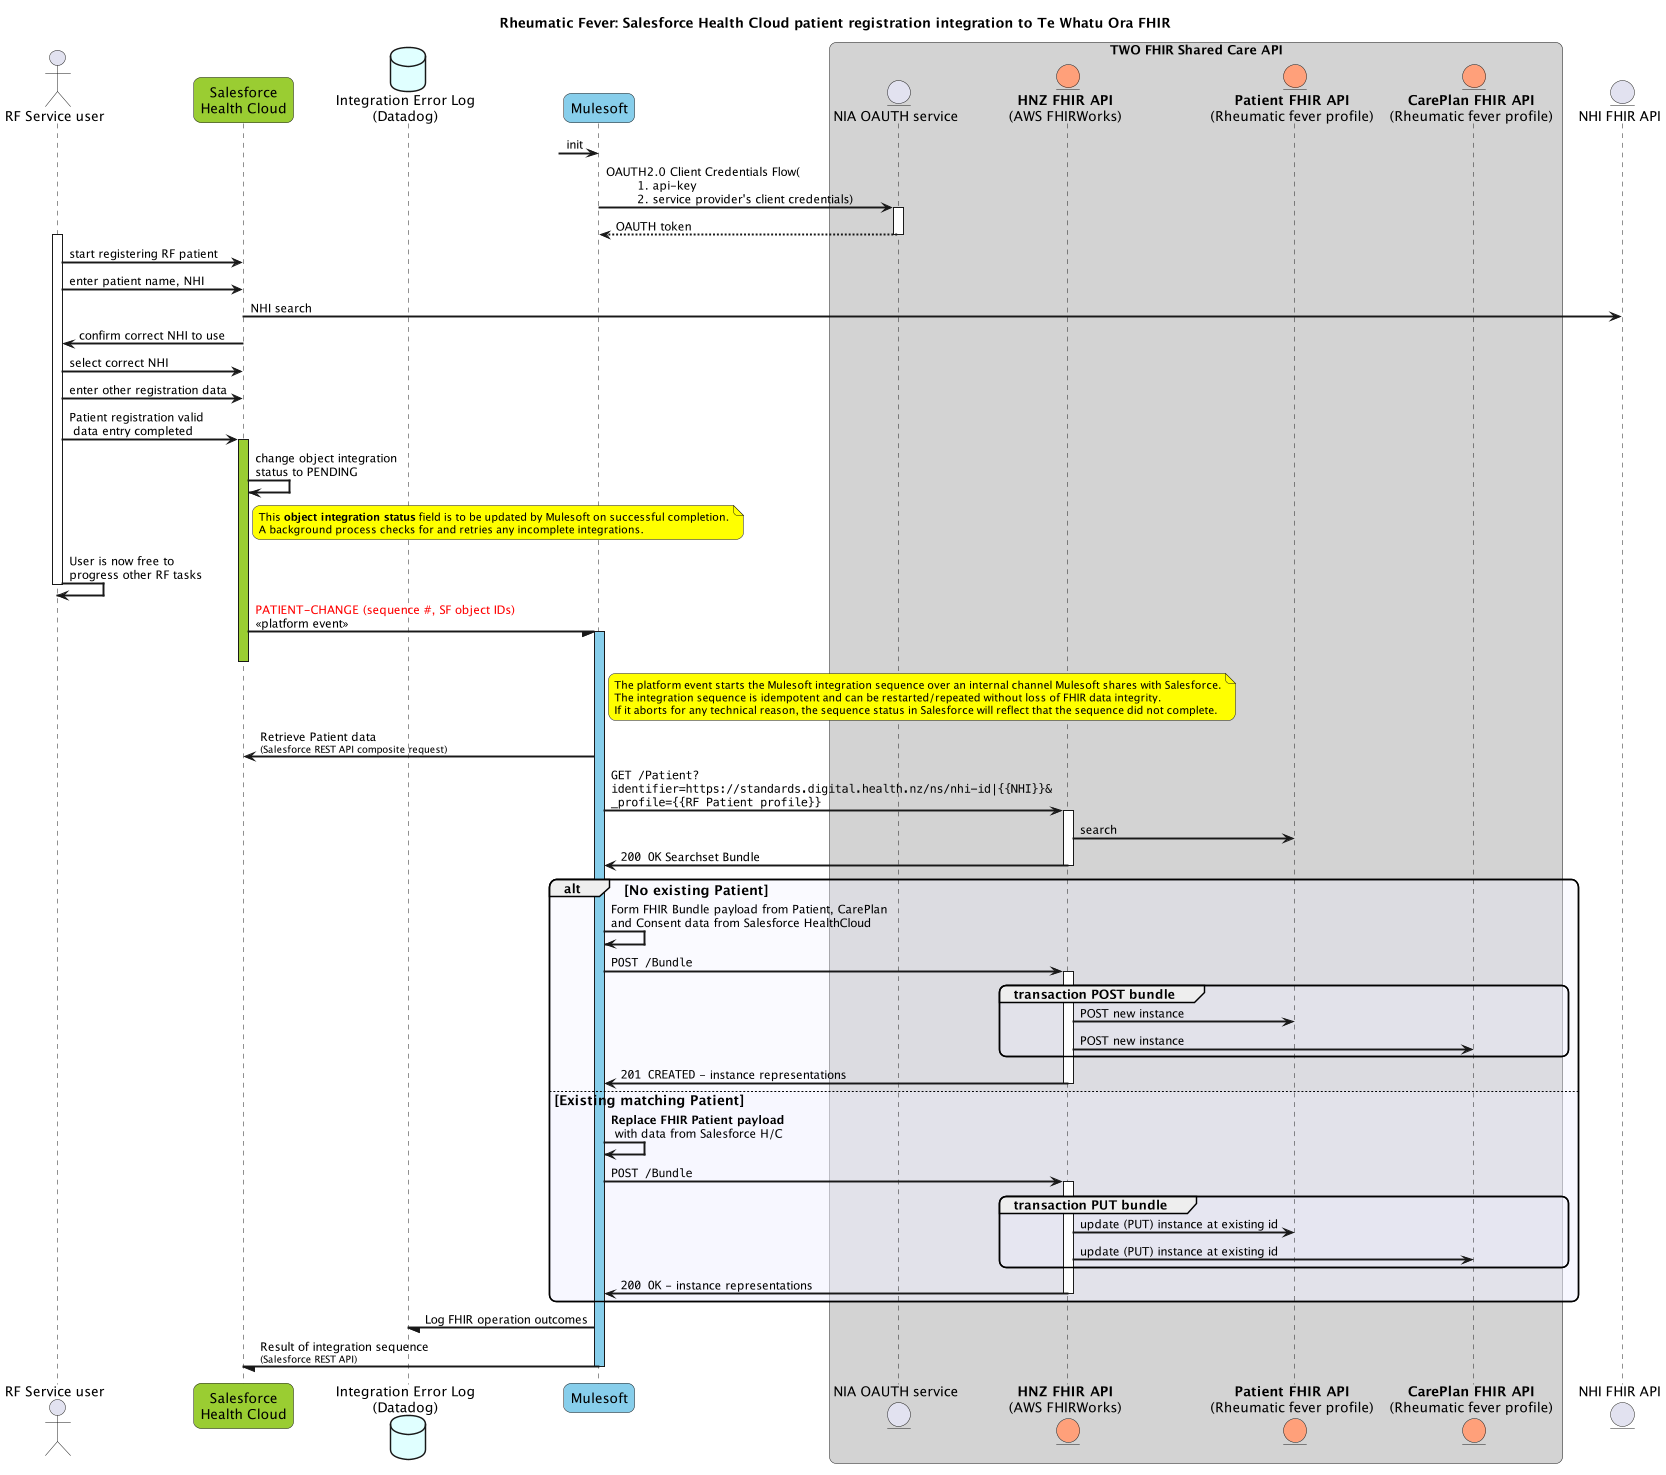 Rheumatic Fever: Salesforce Health Cloud patient registration integration to Te Whatu Ora FHIR
TWO FHIR Shared Care API
RF Service user
Salesforce
Health Cloud
Integration Error Log
(Datadog)
Mulesoft
NIA OAUTH service
HNZ FHIR API
(AWS FHIRWorks)
Patient FHIR API
(Rheumatic fever profile)
CarePlan FHIR API
(Rheumatic fever profile)
NHI FHIR API
init
OAUTH2.0 Client Credentials Flow(
1. api-key
2. service provider's client credentials)
OAUTH token
start registering RF patient
enter patient name, NHI
NHI search
confirm correct NHI to use
select correct NHI
enter other registration data
Patient registration valid
data entry completed
change object integration
status to PENDING
This object integration status field is to be updated by Mulesoft on successful completion.
A background process checks for and retries any incomplete integrations.
User is now free to
progress other RF tasks
PATIENT-CHANGE (sequence #, SF object IDs)
«platform event»
The platform event starts the Mulesoft integration sequence over an internal channel Mulesoft shares with Salesforce.
The integration sequence is idempotent and can be restarted/repeated without loss of FHIR data integrity.
If it aborts for any technical reason, the sequence status in Salesforce will reflect that the sequence did not complete.
Retrieve Patient data
(Salesforce REST API composite request)
GET /Patient?
identifier=https://standards.digital.health.nz/ns/nhi-id|{{NHI}}&
_profile={{RF Patient profile}}
search
200 OK Searchset Bundle
alt [No existing Patient]
Form FHIR Bundle payload from Patient, CarePlan
and Consent data from Salesforce HealthCloud
POST /Bundle
transaction POST bundle
POST new instance
POST new instance
201 CREATED - instance representations
[Existing matching Patient]
Replace FHIR Patient payload
with data from Salesforce H/C
POST /Bundle
transaction PUT bundle
update (PUT) instance at existing id
update (PUT) instance at existing id
200 OK - instance representations
Log FHIR operation outcomes
Result of integration sequence
(Salesforce REST API)
RF Service user
Salesforce
Health Cloud
Integration Error Log
(Datadog)
Mulesoft
NIA OAUTH service
HNZ FHIR API
(AWS FHIRWorks)
Patient FHIR API
(Rheumatic fever profile)
CarePlan FHIR API
(Rheumatic fever profile)
NHI FHIR API